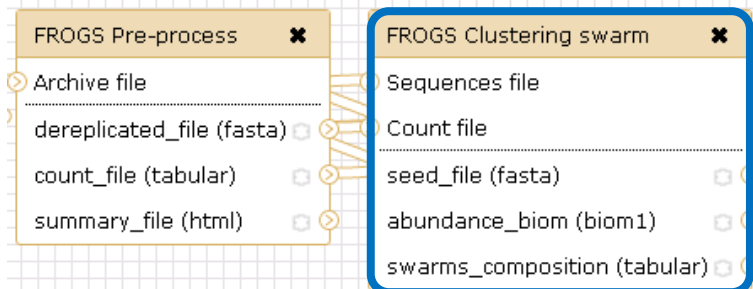 FROGS Pre-process
Archive file
dereplicated_file (fasta)
count_file (tabular)
summary_file (html)
FROGS Clustering swarm
Sequences file
Count file
seed_file (fasta)
abundance_biom (biom1)
swarms_composition (tabular)